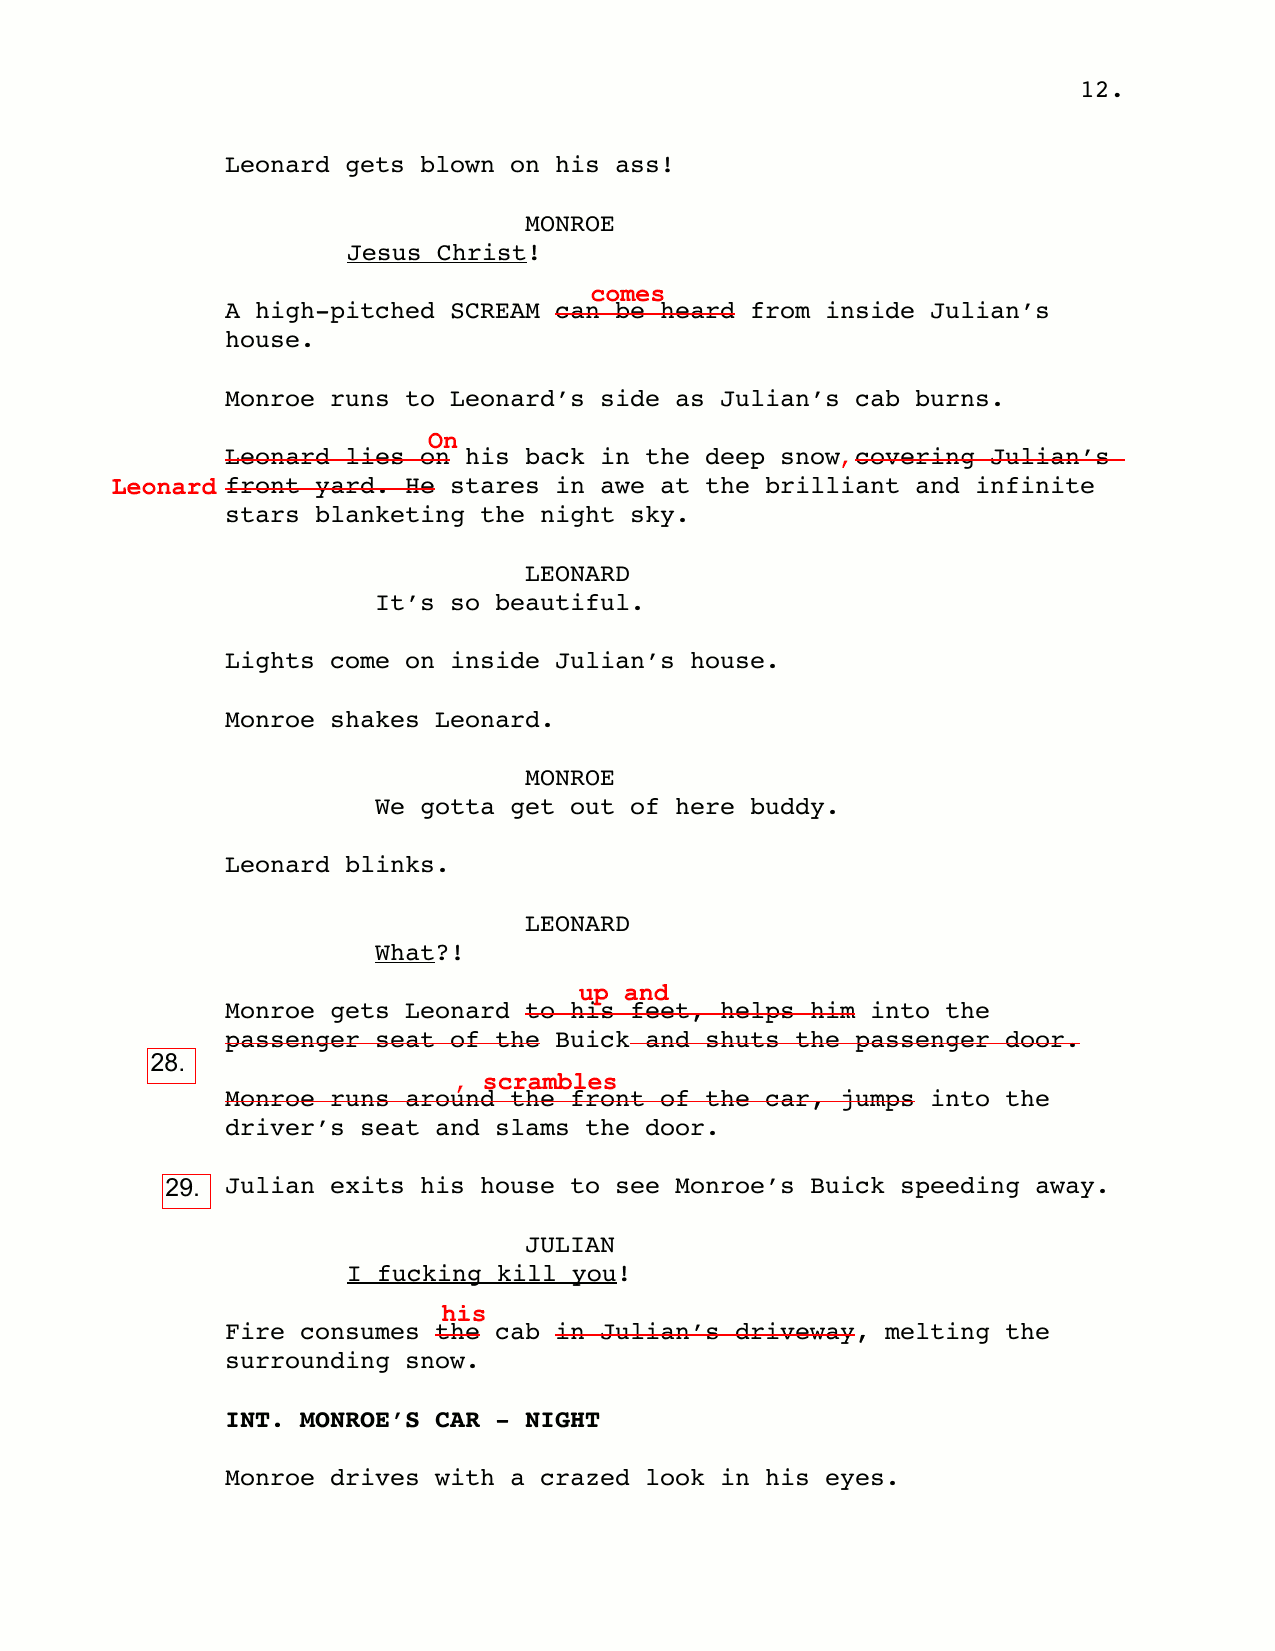 12.
Leonard gets blown on his ass!
MONROE
Jesus Christ!
comes
A high-pitched SCREAM can be heard from inside Julian’s
house.
Monroe runs to Leonard’s side as Julian’s cab burns.
On
Leonard lies on his back in the deep snow, covering Julian’s
Leonard front yard. He stares in awe at the brilliant and infinite
stars blanketing the night sky.
LEONARD
It’s so beautiful.
Lights come on inside Julian’s house.
Monroe shakes Leonard.
MONROE
We gotta get out of here buddy.
Leonard blinks.
LEONARD
What?!
up and
Monroe gets Leonard to his feet, helps him into the
passenger seat of the Buick and shuts the passenger door.
28.
, scrambles
Monroe runs around the front of the car, jumps into the
driver’s seat and slams the door.
29. Julian exits his house to see Monroe’s Buick speeding away.
JULIAN
I fucking kill you!
his
Fire consumes the cab in Julian’s driveway, melting the
surrounding snow.
INT. MONROE’S CAR - NIGHT
Monroe drives with a crazed look in his eyes.